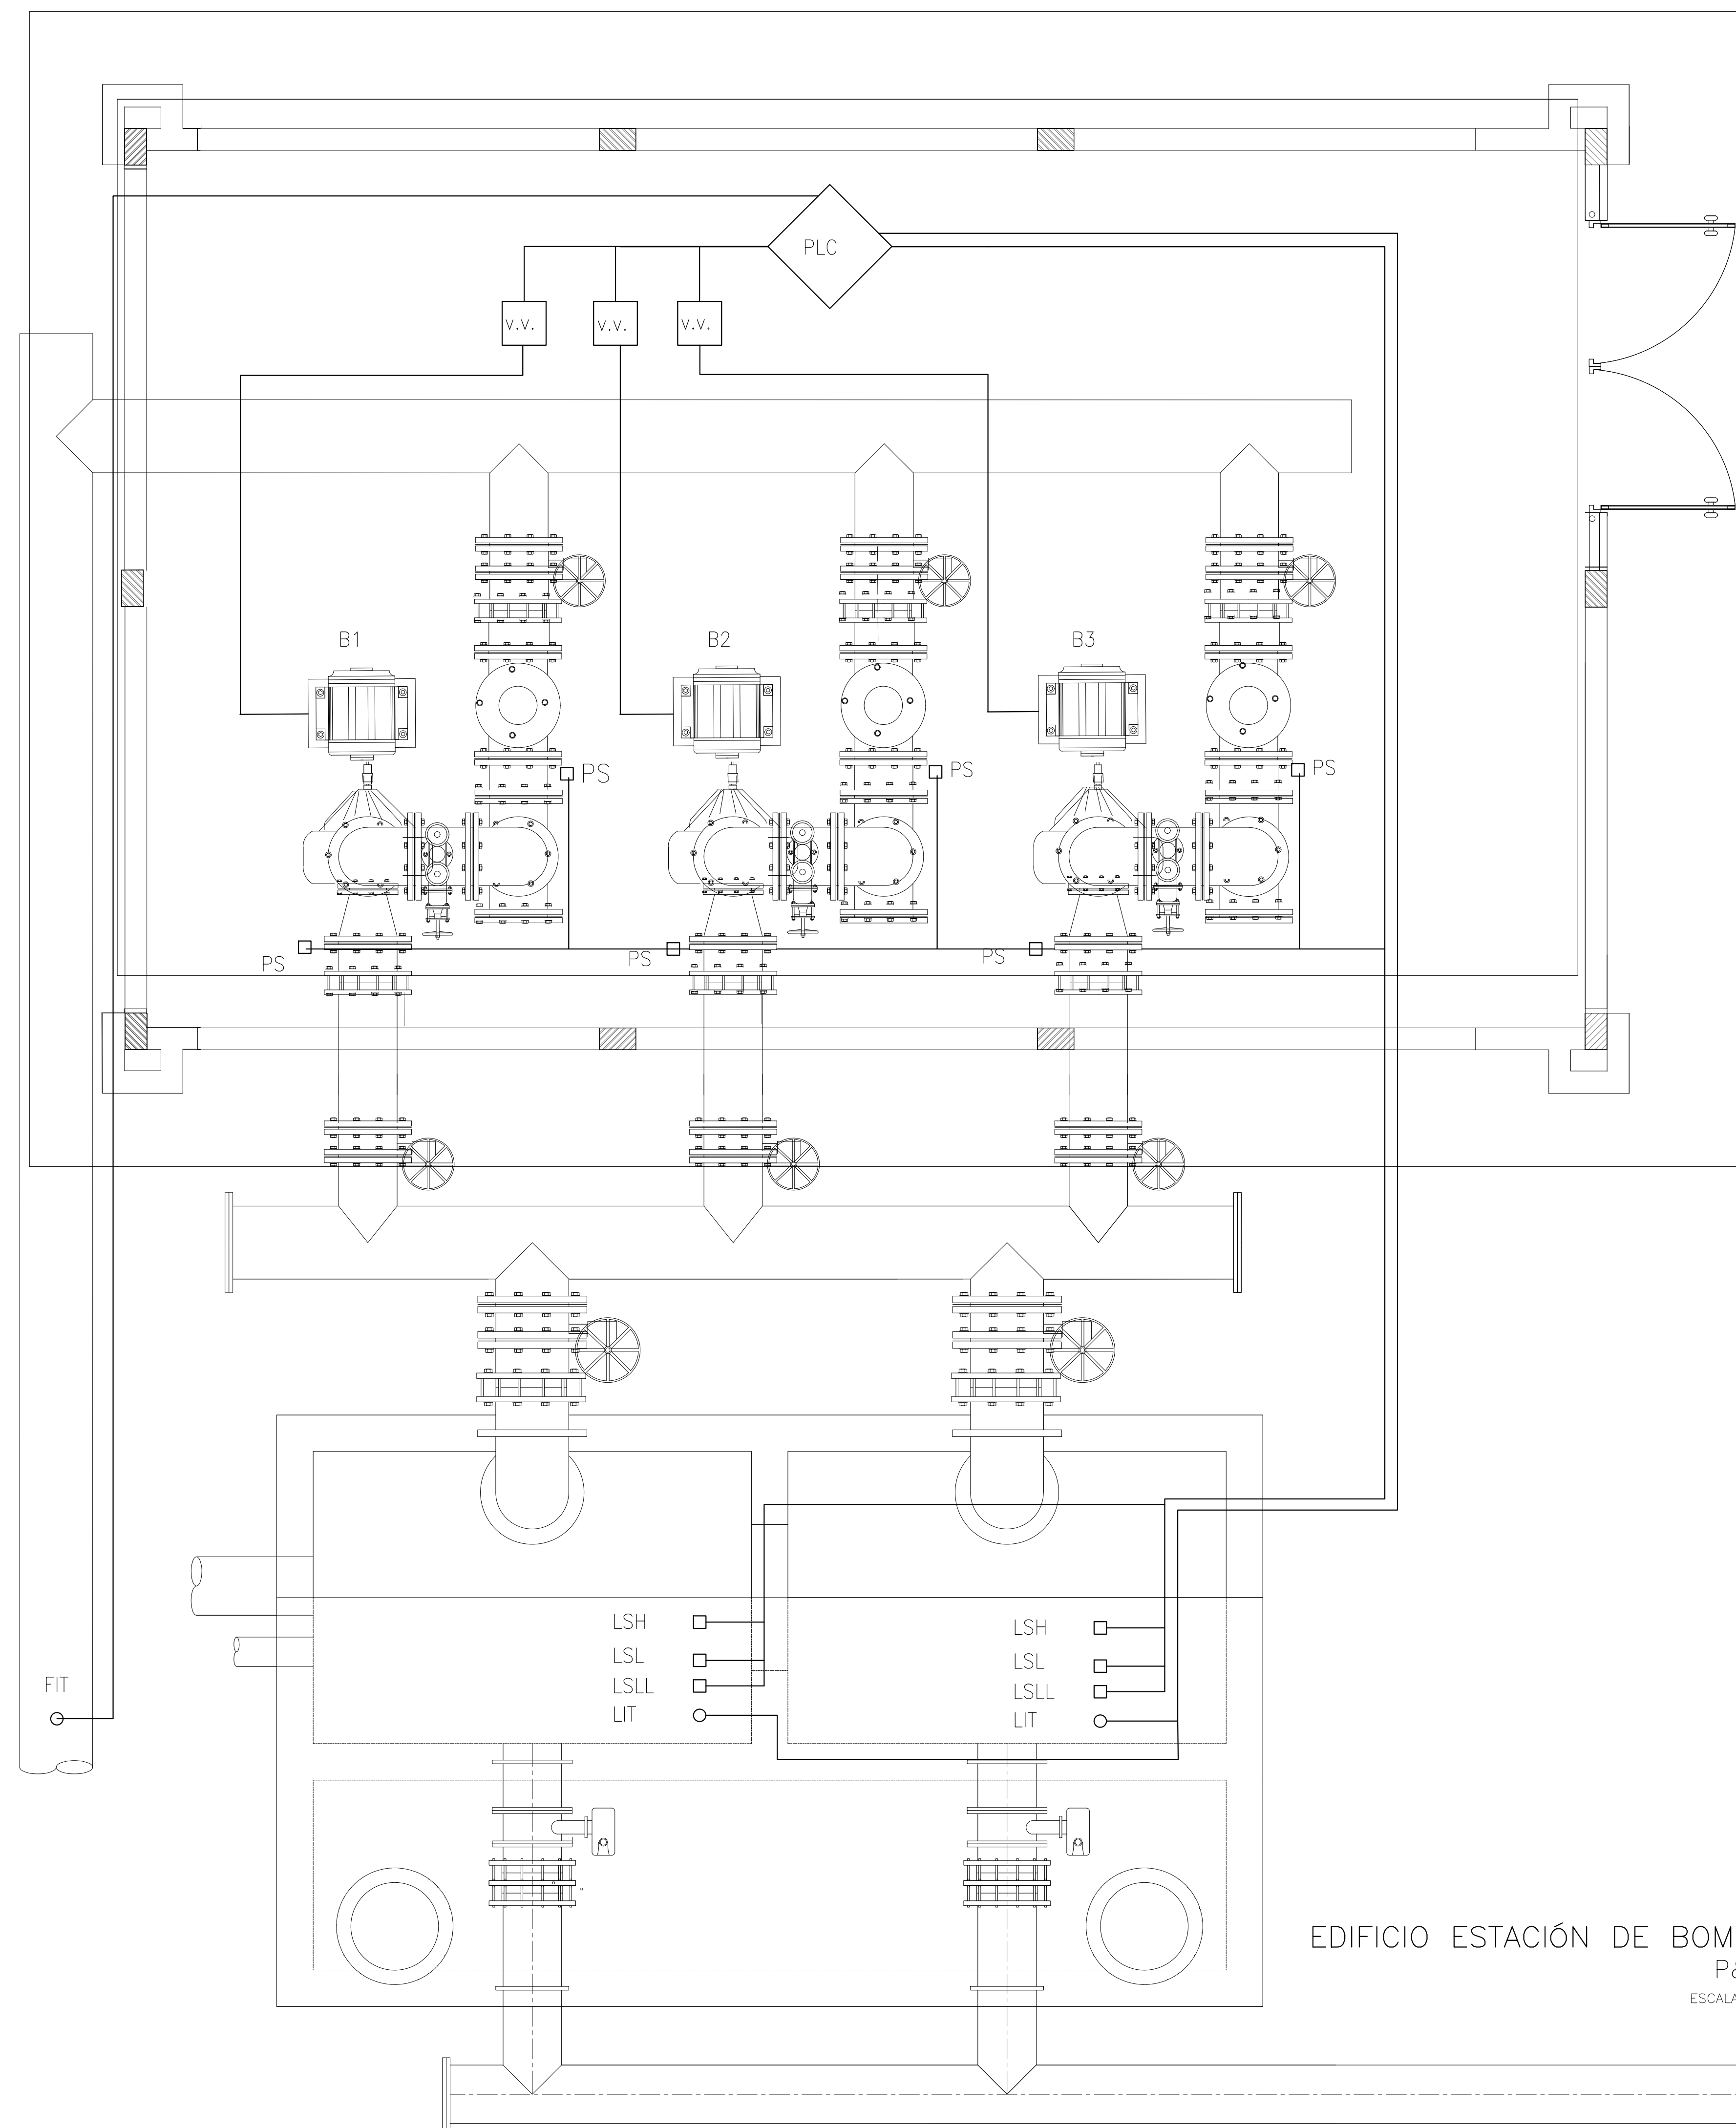 PLC
V.V. V.V. V.V.
B1 B2 B3
PS PS PS
PS PS PS
LSH LSH
LSL LSL
LSLL LSLL
LIT LIT
FIT
EDIFICIO ESTACIÓN DE BOM
ESCALA